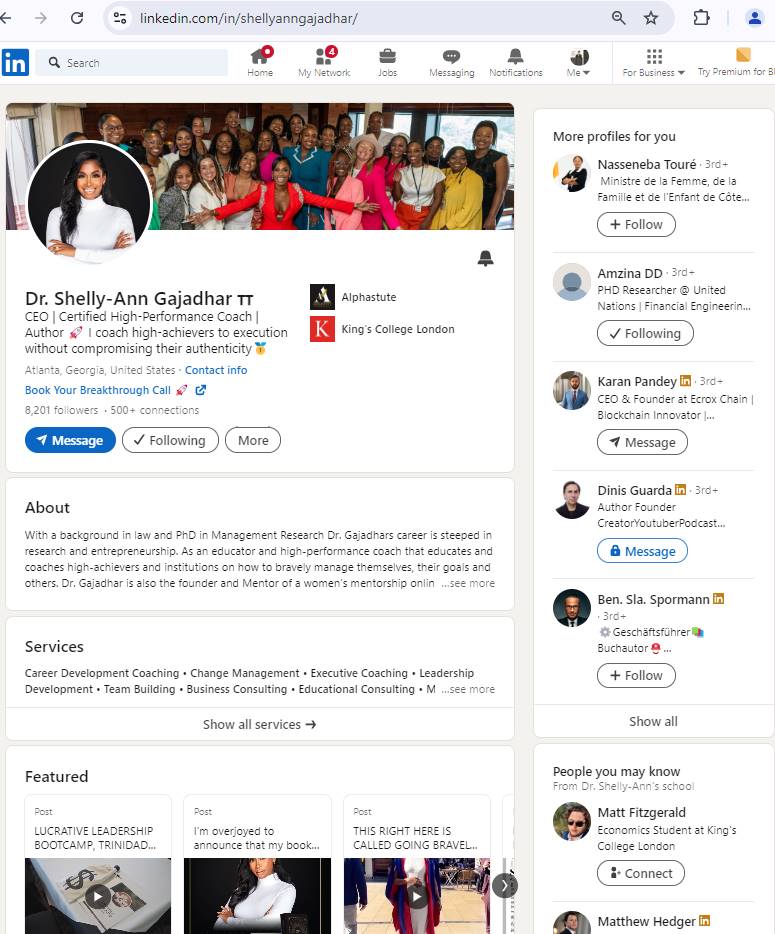 linkedin.com/in/shellyanngajadhar/
in
Search
Home
4
My Network
Jobs
Messaging
Notifications
Me
For Business
Try Premium for
Dr. Shelly-Ann Gajadhar ττ
CEO | Certified High-Performance Coach |
Author 🚀 I coach high-achievers to execution
without compromising their authenticity🏅
Atlanta, Georgia, United States · Contact info
Book Your Breakthrough Call 🚀
8,201 followers · 500+ connections
Message
Following
More
Alphastute
K
King's College London
About
With a background in law and PhD in Management Research Dr. Gajadhars career is steeped in
research and entrepreneurship. As an educator and high-performance coach that educates and
coaches high-achievers and institutions on how to bravely manage themselves, their goals and
others. Dr. Gajadhar is also the founder and Mentor of a women's mentorship onlin ...see more
Services
Career Development Coaching • Change Management • Executive Coaching • Leadership
Development • Team Building • Business Consulting • Educational Consulting • M ...see more
Show all services →
Featured
Post
LUCRATIVE LEADERSHIP
BOOTCAMP, TRINIDAD...
Post
I'm overjoyed to
announce that my book...
Post
THIS RIGHT HERE IS
CALLED GOING BRAVEL...
More profiles for you
Nasseneba Touré · 3rd+
Ministre de la Femme, de la
Famille et de l'Enfant de Côte...
+ Follow
Amzina DD · 3rd+
PHD Researcher @ United
Nations | Financial Engineerin...
Following
Karan Pandey in · 3rd+
CEO & Founder at Ecrox Chain |
Blockchain Innovator |...
Message
Dinis Guarda in · 3rd+
Author Founder
CreatorYoutuberPodcast...
Message
Ben. Sla. Spormann in
· 3rd+
Geschäftsführer
Buchautor ⛑ ...
+ Follow
Show all
People you may know
From Dr. Shelly-Ann's school
Matt Fitzgerald
Economics Student at King's
College London
Connect
Matthew Hedger in